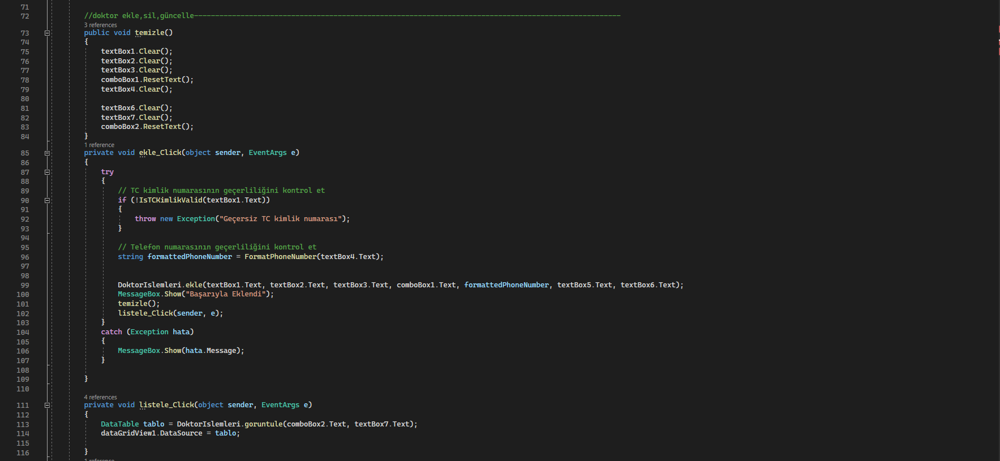 71
72 //doktor ekle,sil,güncelle-----------------------------------------------------------------------------------------------------
3 references
73 public void temizle()
74 {
75 textBox1.Clear();
76 textBox2.Clear();
77 textBox3.Clear();
78 comboBox1.ResetText();
79 textBox4.Clear();
80
81 textBox6.Clear();
82 textBox7.Clear();
83 comboBox2.ResetText();
84 }
1 reference
85 private void ekle_Click(object sender, EventArgs e)
86 {
87 try
88 {
89 // TC kimlik numarasının geçerliliğini kontrol et
90 if (!IsTCKimlikValid(textBox1.Text))
91 {
92 throw new Exception("Geçersiz TC kimlik numarası");
93 }
94
95 // Telefon numarasının geçerliliğini kontrol et
96 string formattedPhoneNumber = FormatPhoneNumber(textBox4.Text);
97
98
99 DoktorIslemleri.ekle(textBox1.Text, textBox2.Text, textBox3.Text, comboBox1.Text, formattedPhoneNumber, textBox5.Text, textBox6.Text);
100 MessageBox.Show("Başarıyla Eklendi");
101 temizle();
102 listele_Click(sender, e);
103 }
104 catch (Exception hata)
105 {
106 MessageBox.Show(hata.Message);
107 }
108
109 }
110
4 references
111 private void listele_Click(object sender, EventArgs e)
112 {
113 DataTable tablo = DoktorIslemleri.goruntule(comboBox2.Text, textBox7.Text);
114 dataGridView1.DataSource = tablo;
115
116 }
1 reference